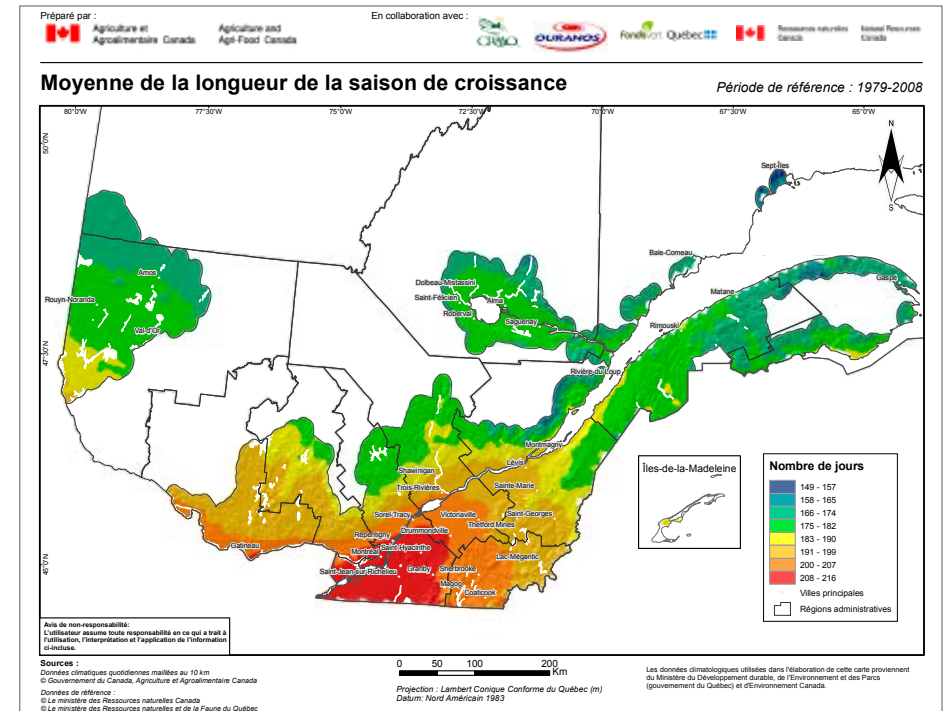 Préparé par :
En collaboration avec :
Agriculture et
Agroalimentaire Canada
Agriculture and
Agri-Food Canada
CRAAQ
OURANOS
Fonds vert Québec
Ressources naturelles
Canada
Natural Resources
Canada
Moyenne de la longueur de la saison de croissance
Période de référence : 1979-2008
80°0'W
77°30'W
75°0'W
72°30'W
70°0'W
67°30'W
65°0'W
50°0'N
47°30'N
45°0'N
N
S
Sept-Îles
Baie-Comeau
Gaspé
Matane
Rimouski
Amos
Rouyn-Noranda
Val-d'Or
Dolbeau-Mistassini
Saint-Félicien
Alma
Roberval
Saguenay
Rivière-du-Loup
Montmagny
Lévis
Shawinigan
Trois-Rivières
Sainte-Marie
Sorel-Tracy
Victoriaville
Saint-Georges
Thetford Mines
Drummondville
Repentigny
Gatineau
Montréal
Saint-Hyacinthe
Lac-Mégantic
Saint-Jean-sur-Richelieu
Granby
Sherbrooke
Magog
Coaticook
Îles-de-la-Madeleine
Nombre de jours
149 - 157
158 - 165
166 - 174
175 - 182
183 - 190
191 - 199
200 - 207
208 - 216
Villes principales
Régions administratives
Avis de non-responsabilité:
L'utilisateur assume toute responsabilité en ce qui a trait à
l'utilisation, l'interprétation et l'application de l'information
ci-incluse.
Sources :
Données climatiques quotidiennes maillées au 10 km
© Gouvernement du Canada, Agriculture et Agroalimentaire Canada
Données de référence :
© Le ministère des Ressources naturelles Canada
© Le ministère des Ressources naturelles et de la Faune du Québec
0 50 100 200
Km
Projection : Lambert Conique Conforme du Québec (m)
Datum: Nord Américain 1983
Les données climatologiques utilisées dans l'élaboration de cette carte proviennent
du Ministère du Développement durable, de l'Environnement et des Parcs
(gouvernement du Québec) et d'Environnement Canada.